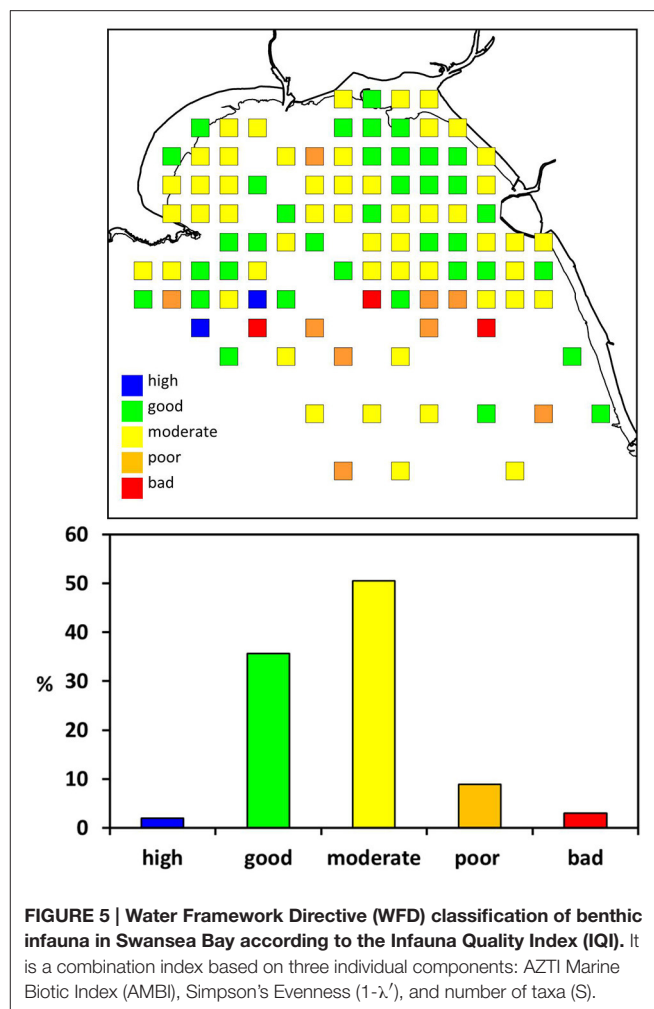 high
good
moderate
poor
bad
60
50
40
30
20
10
0
%
high good moderate poor bad
FIGURE 5 | Water Framework Directive (WFD) classification of benthic
infauna in Swansea Bay according to the Infauna Quality Index (IQI). It
is a combination index based on three individual components: AZTI Marine
Biotic Index (AMBI), Simpson's Evenness (1-λ′), and number of taxa (S).